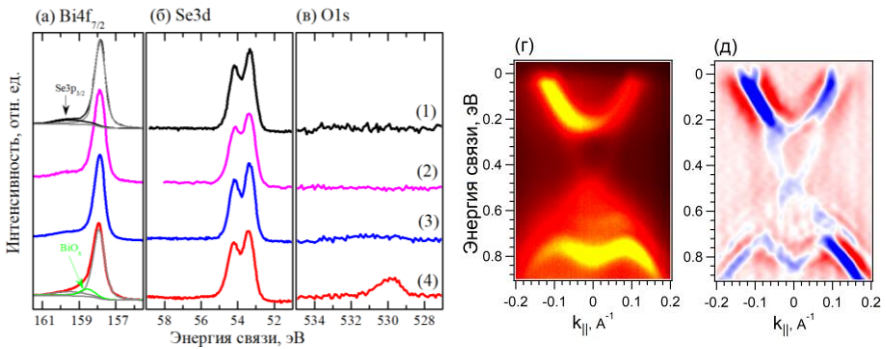 (а) Bi4f7/2
(б) Se3d
(в) O1s
Интенсивность, отн. ед.
Se3p1/2
BiOx
(1)
(2)
(3)
(4)
161 159 157
58 56 54 52
534 532 530 528
Энергия связи, эВ
(г)
(д)
Энергия связи, эВ
0
0.2
0.4
0.6
0.8
-0.2 -0.1 0 0.1 0.2
k||, A-1
0
0.2
0.4
0.6
0.8
-0.2 -0.1 0 0.1 0.2
k||, A-1